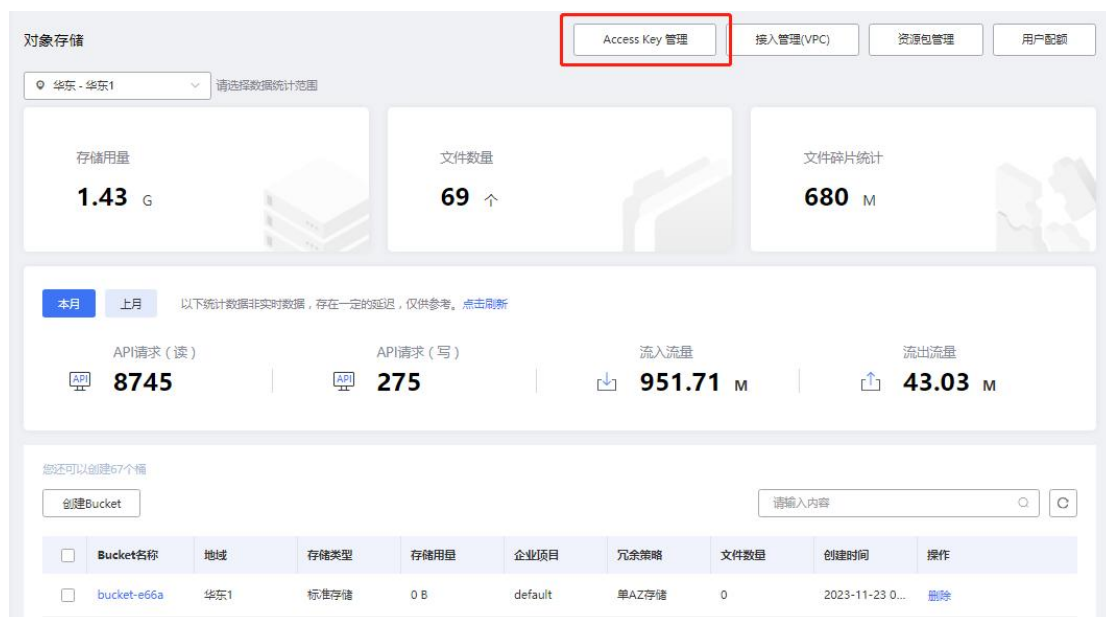 对象存储 Access Key 管理 接入管理(VPC) 资源包管理 用户配额
华东 - 华东1 请选择数据统计范围
存储用量 文件数量 文件碎片统计
1.43 G 69 个 680 M
本月 上月 以下统计数据非实时数据，存在一定的延迟，仅供参考。点击刷新
API请求（读） API请求（写） 流入流量 流出流量
API 8745 API 275 951.71 M 43.03 M
您还可以创建67个桶
创建Bucket 请输入内容
Bucket名称 地域 存储类型 存储用量 企业项目 冗余策略 文件数量 创建时间 操作
bucket-e66a 华东1 标准存储 0 B default 单AZ存储 0 2023-11-23 0... 删除